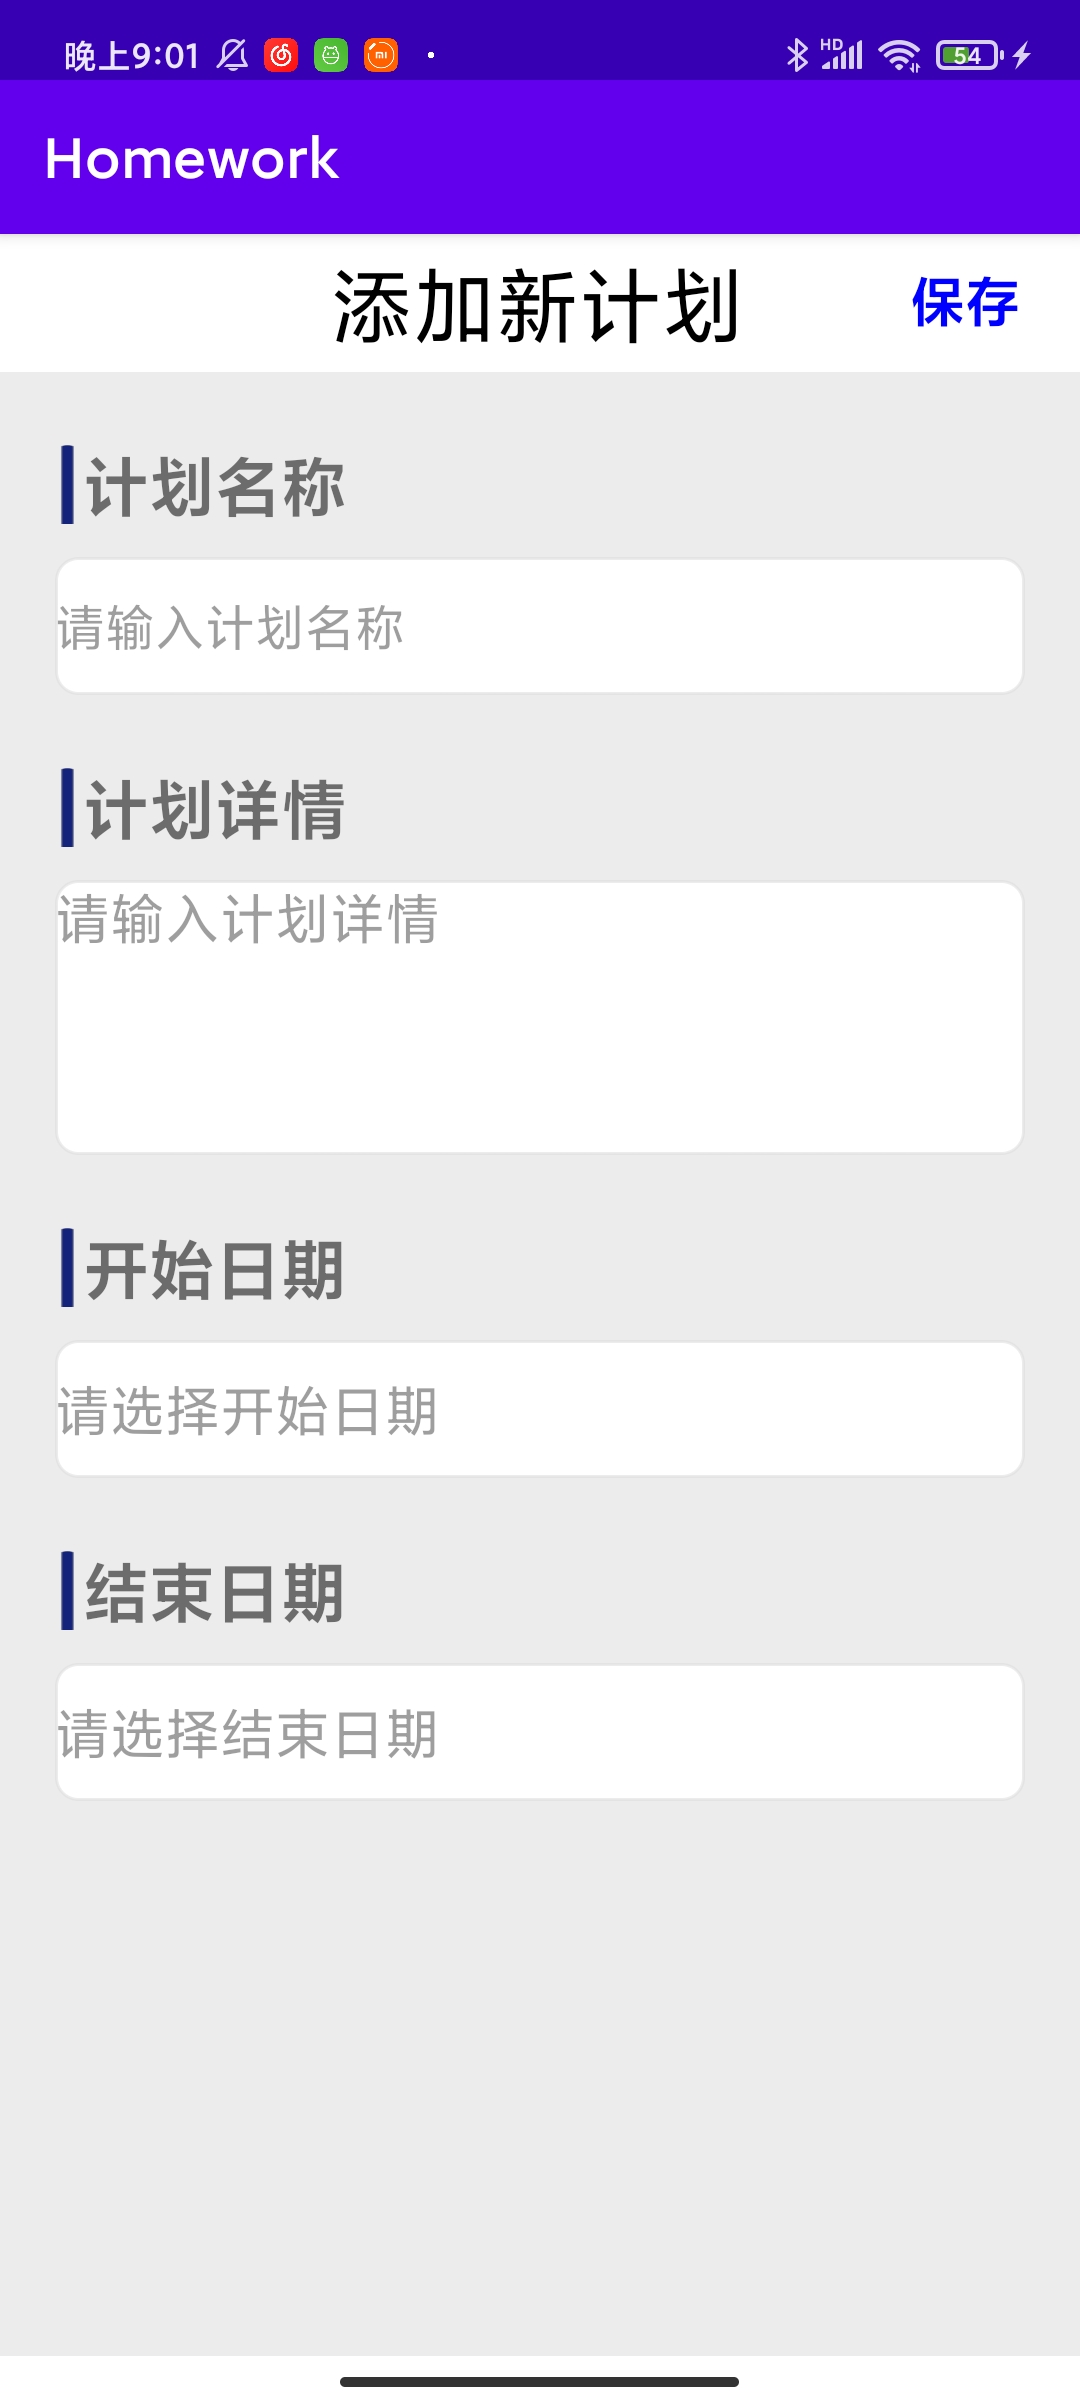 晚上9:01 HD 54
Homework
添加新计划 保存
计划名称
请输入计划名称
计划详情
请输入计划详情
开始日期
请选择开始日期
结束日期
请选择结束日期